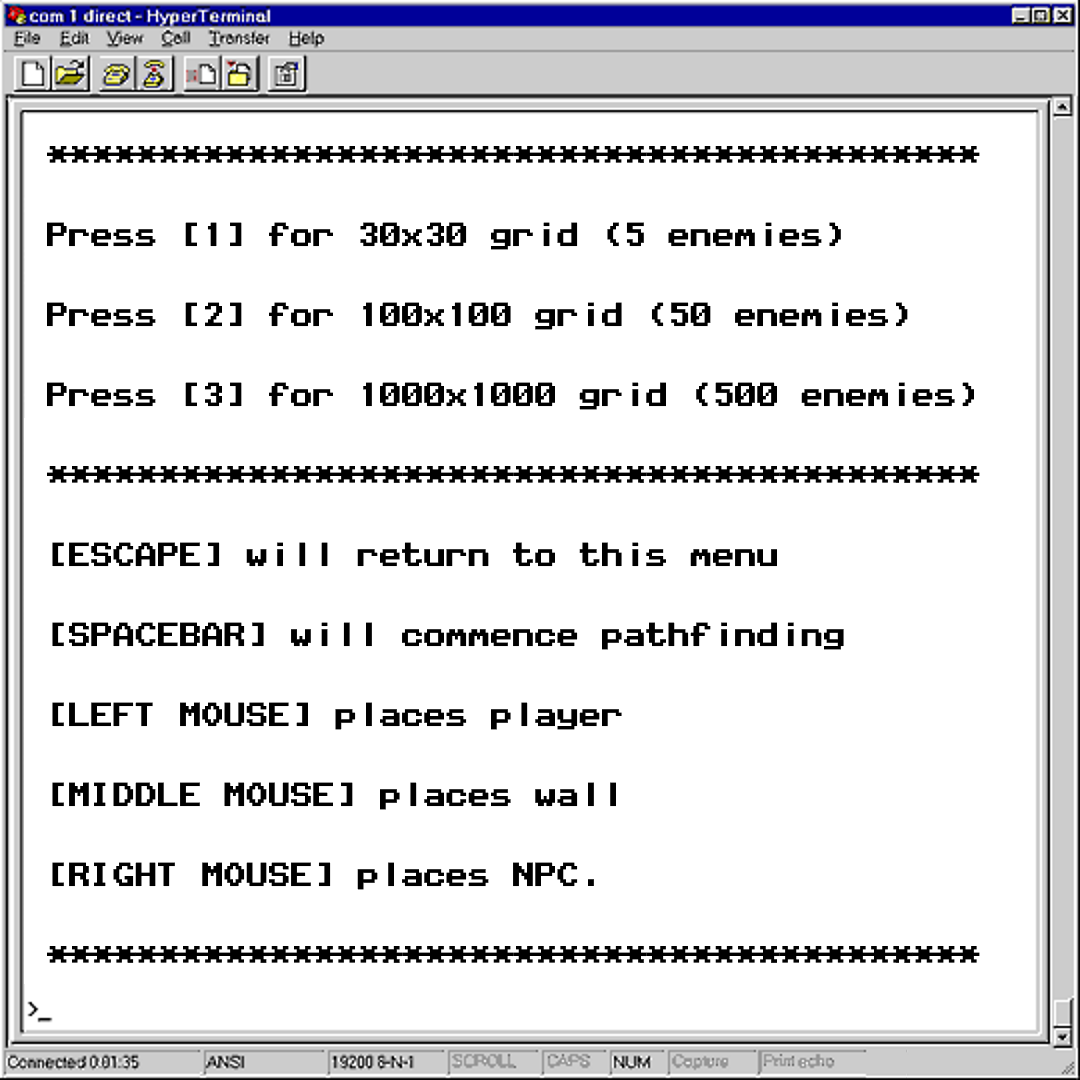 com 1 direct - HyperTerminal
File Edit View Call Transfer Help
******************************************
Press [1] for 30x30 grid (5 enemies)
Press [2] for 100x100 grid (50 enemies)
Press [3] for 1000x1000 grid (500 enemies)
******************************************
[ESCAPE] will return to this menu
[SPACEBAR] will commence pathfinding
[LEFT MOUSE] places player
[MIDDLE MOUSE] places wall
[RIGHT MOUSE] places NPC.
******************************************
>_
Connected 0:01:35 ANSI 19200 8-N-1 SCROLL CAPS NUM Capture Print echo